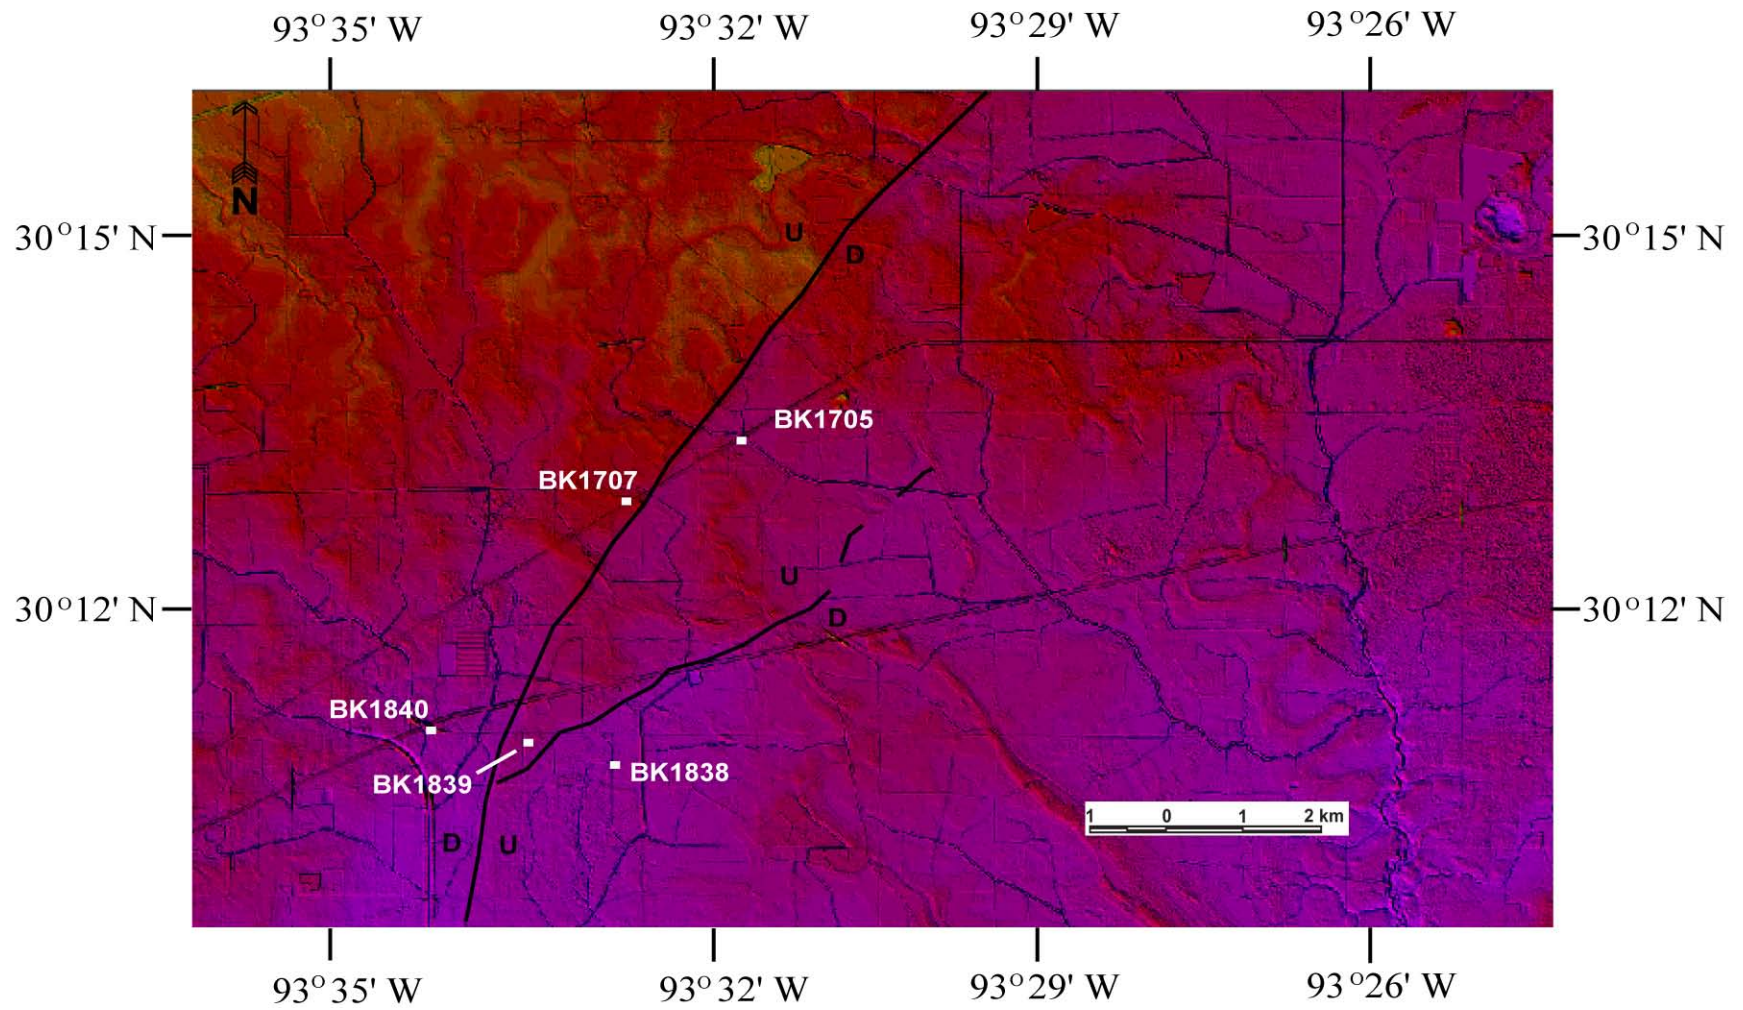 93°35' W 93°32' W 93°29' W 93°26' W
N
30°15' N U D 30°15' N
BK1705
BK1707
U
30°12' N D 30°12' N
BK1840
BK1839 BK1838
1 0 1 2 km
D U
93°35' W 93°32' W 93°29' W 93°26' W